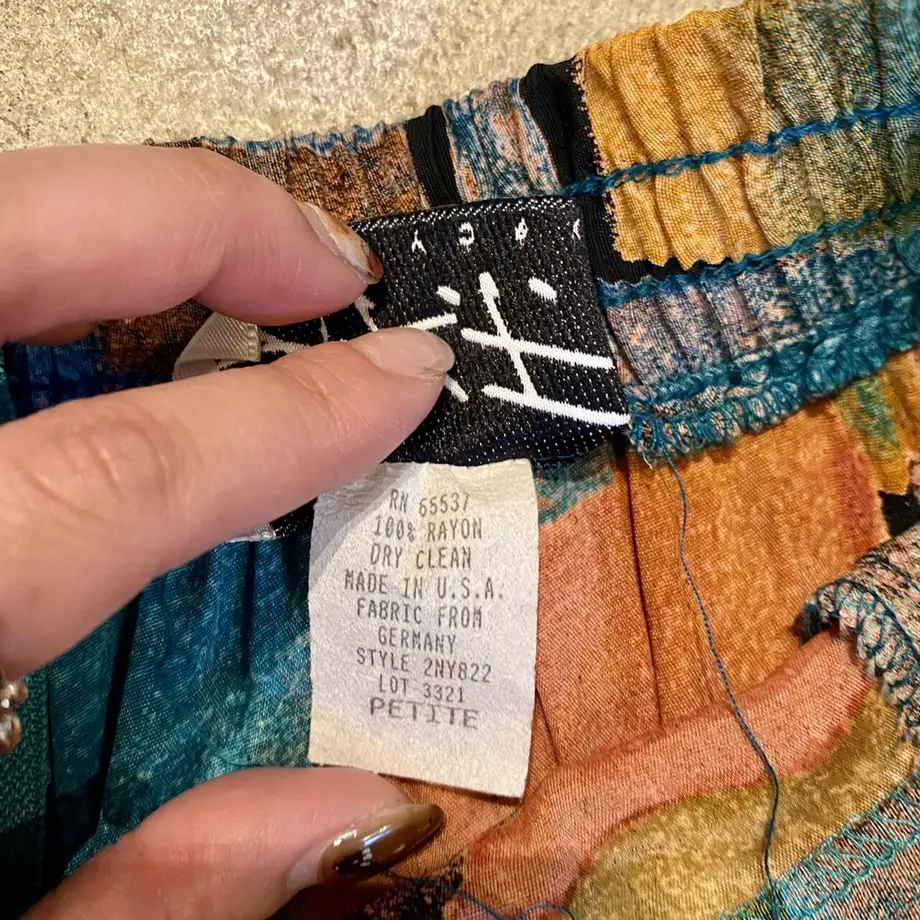 RN 65537
100% RAYON
DRY CLEAN
MADE IN U.S.A.
FABRIC FROM
GERMANY
STYLE 2NY822
LOT 3321
PETITE